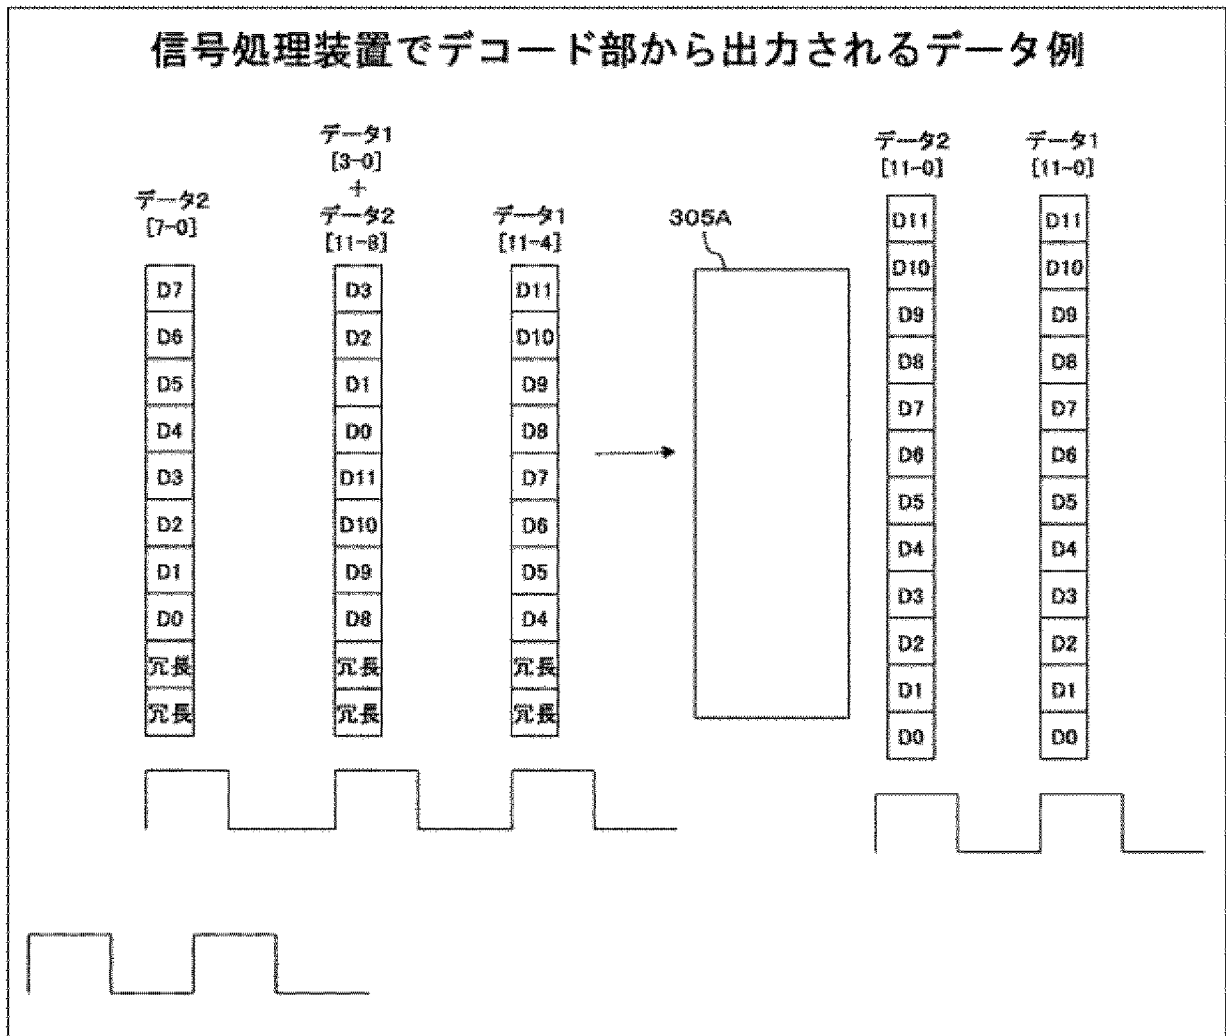 信号処理装置でデコード部から出力されるデータ例
データ2
[7-0]
D7
D6
D5
D4
D3
D2
D1
D0
冗長
冗長
データ1
[3-0]
+
データ2
[11-8]
D3
D2
D1
D0
D11
D10
D9
D8
冗長
冗長
データ1
[11-4]
D11
D10
D9
D8
D7
D6
D5
D4
冗長
冗長
305A
データ2
[11-0]
D11
D10
D9
D8
D7
D6
D5
D4
D3
D2
D1
D0
データ1
[11-0]
D11
D10
D9
D8
D7
D6
D5
D4
D3
D2
D1
D0